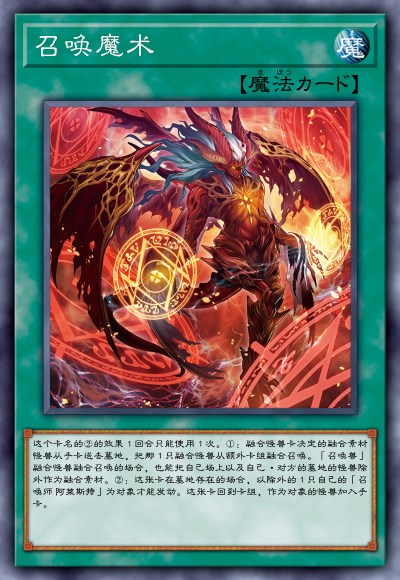 召唤魔术
魔
【魔法カード】
ま ほう
这个卡名的②的效果1回合只能使用1次。①：融合怪兽卡决定的融合素材
怪兽从手卡送去墓地，把那1只融合怪兽从额外卡组融合召唤。「召唤兽」
融合怪兽融合召唤的场合，也能把自己场上以及自己·对方的墓地的怪兽除
外作为融合素材。②：这张卡在墓地存在的场合，以除外的1只自己的「召
唤师 阿莱斯特」为对象才能发动。这张卡回到卡组，作为对象的怪兽加入手
卡。